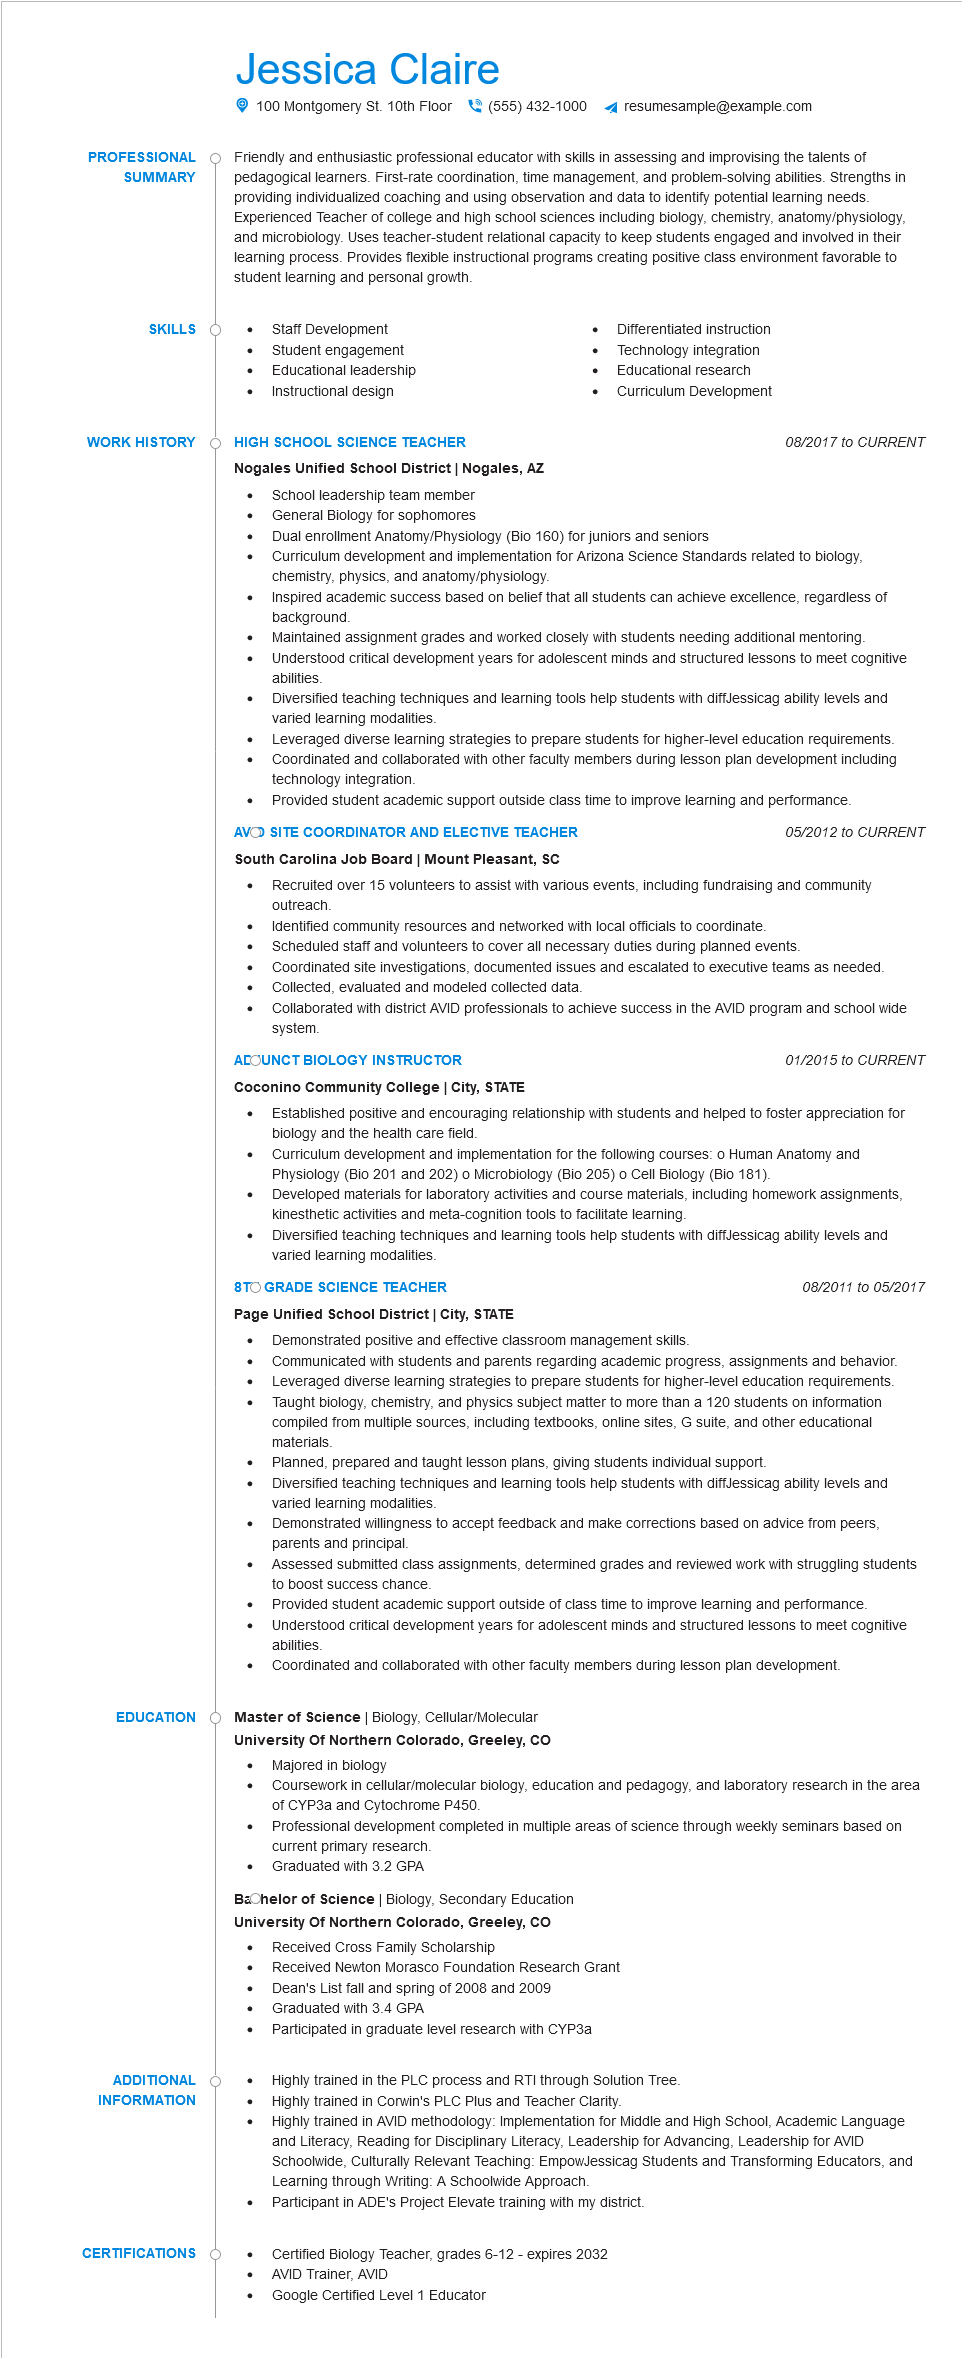 Jessica Claire
100 Montgomery St. 10th Floor (555) 432-1000 resumesample@example.com
PROFESSIONAL SUMMARY
Friendly and enthusiastic professional educator with skills in assessing and improvising the talents of
pedagogical learners. First-rate coordination, time management, and problem-solving abilities. Strengths in
providing individualized coaching and using observation and data to identify potential learning needs.
Experienced Teacher of college and high school sciences including biology, chemistry, anatomy/physiology,
and microbiology. Uses teacher-student relational capacity to keep students engaged and involved in their
learning process. Provides flexible instructional programs creating positive class environment favorable to
student learning and personal growth.
SKILLS
• Staff Development
• Student engagement
• Educational leadership
• Instructional design
• Differentiated instruction
• Technology integration
• Educational research
• Curriculum Development
WORK HISTORY
HIGH SCHOOL SCIENCE TEACHER 08/2017 to CURRENT
Nogales Unified School District | Nogales, AZ
• School leadership team member
• General Biology for sophomores
• Dual enrollment Anatomy/Physiology (Bio 160) for juniors and seniors
• Curriculum development and implementation for Arizona Science Standards related to biology,
chemistry, physics, and anatomy/physiology.
• Inspired academic success based on belief that all students can achieve excellence, regardless of
background.
• Maintained assignment grades and worked closely with students needing additional mentoring.
• Understood critical development years for adolescent minds and structured lessons to meet cognitive
abilities.
• Diversified teaching techniques and learning tools help students with diffJessicag ability levels and
varied learning modalities.
• Leveraged diverse learning strategies to prepare students for higher-level education requirements.
• Coordinated and collaborated with other faculty members during lesson plan development including
technology integration.
• Provided student academic support outside class time to improve learning and performance.
AVID SITE COORDINATOR AND ELECTIVE TEACHER 05/2012 to CURRENT
South Carolina Job Board | Mount Pleasant, SC
• Recruited over 15 volunteers to assist with various events, including fundraising and community
outreach.
• Identified community resources and networked with local officials to coordinate.
• Scheduled staff and volunteers to cover all necessary duties during planned events.
• Coordinated site investigations, documented issues and escalated to executive teams as needed.
• Collected, evaluated and modeled collected data.
• Collaborated with district AVID professionals to achieve success in the AVID program and school wide
system.
ADJUNCT BIOLOGY INSTRUCTOR 01/2015 to CURRENT
Coconino Community College | City, STATE
• Established positive and encouraging relationship with students and helped to foster appreciation for
biology and the health care field.
• Curriculum development and implementation for the following courses: o Human Anatomy and
Physiology (Bio 201 and 202) o Microbiology (Bio 205) o Cell Biology (Bio 181).
• Developed materials for laboratory activities and course materials, including homework assignments,
kinesthetic activities and meta-cognition tools to facilitate learning.
• Diversified teaching techniques and learning tools help students with diffJessicag ability levels and
varied learning modalities.
8TH GRADE SCIENCE TEACHER 08/2011 to 05/2017
Page Unified School District | City, STATE
• Demonstrated positive and effective classroom management skills.
• Communicated with students and parents regarding academic progress, assignments and behavior.
• Leveraged diverse learning strategies to prepare students for higher-level education requirements.
• Taught biology, chemistry, and physics subject matter to more than a 120 students on information
compiled from multiple sources, including textbooks, online sites, G suite, and other educational
materials.
• Planned, prepared and taught lesson plans, giving students individual support.
• Diversified teaching techniques and learning tools help students with diffJessicag ability levels and
varied learning modalities.
• Demonstrated willingness to accept feedback and make corrections based on advice from peers,
parents and principal.
• Assessed submitted class assignments, determined grades and reviewed work with struggling students
to boost success chance.
• Provided student academic support outside of class time to improve learning and performance.
• Understood critical development years for adolescent minds and structured lessons to meet cognitive
abilities.
• Coordinated and collaborated with other faculty members during lesson plan development.
EDUCATION
Master of Science | Biology, Cellular/Molecular
University Of Northern Colorado, Greeley, CO
• Majored in biology
• Coursework in cellular/molecular biology, education and pedagogy, and laboratory research in the area
of CYP3a and Cytochrome P450.
• Professional development completed in multiple areas of science through weekly seminars based on
current primary research.
• Graduated with 3.2 GPA
Bachelor of Science | Biology, Secondary Education
University Of Northern Colorado, Greeley, CO
• Received Cross Family Scholarship
• Received Newton Morasco Foundation Research Grant
• Dean's List fall and spring of 2008 and 2009
• Graduated with 3.4 GPA
• Participated in graduate level research with CYP3a
ADDITIONAL INFORMATION
• Highly trained in the PLC process and RTI through Solution Tree.
• Highly trained in Corwin's PLC Plus and Teacher Clarity.
• Highly trained in AVID methodology: Implementation for Middle and High School, Academic Language
and Literacy, Reading for Disciplinary Literacy, Leadership for Advancing, Leadership for AVID
Schoolwide, Culturally Relevant Teaching: EmpowJessicag Students and Transforming Educators, and
Learning through Writing: A Schoolwide Approach.
• Participant in ADE's Project Elevate training with my district.
CERTIFICATIONS
• Certified Biology Teacher, grades 6-12 - expires 2032
• AVID Trainer, AVID
• Google Certified Level 1 Educator